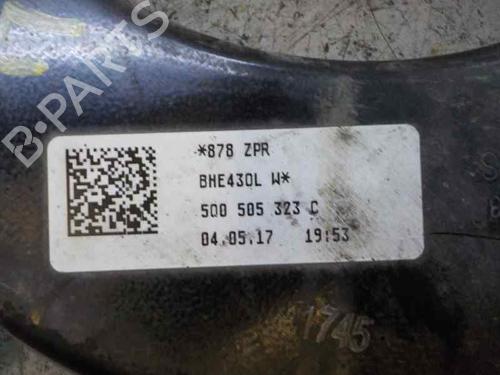 B-PARTS
*878 ZPR
BHE430L W*
5Q0 505 323 C
04.05.17 19:53
1745